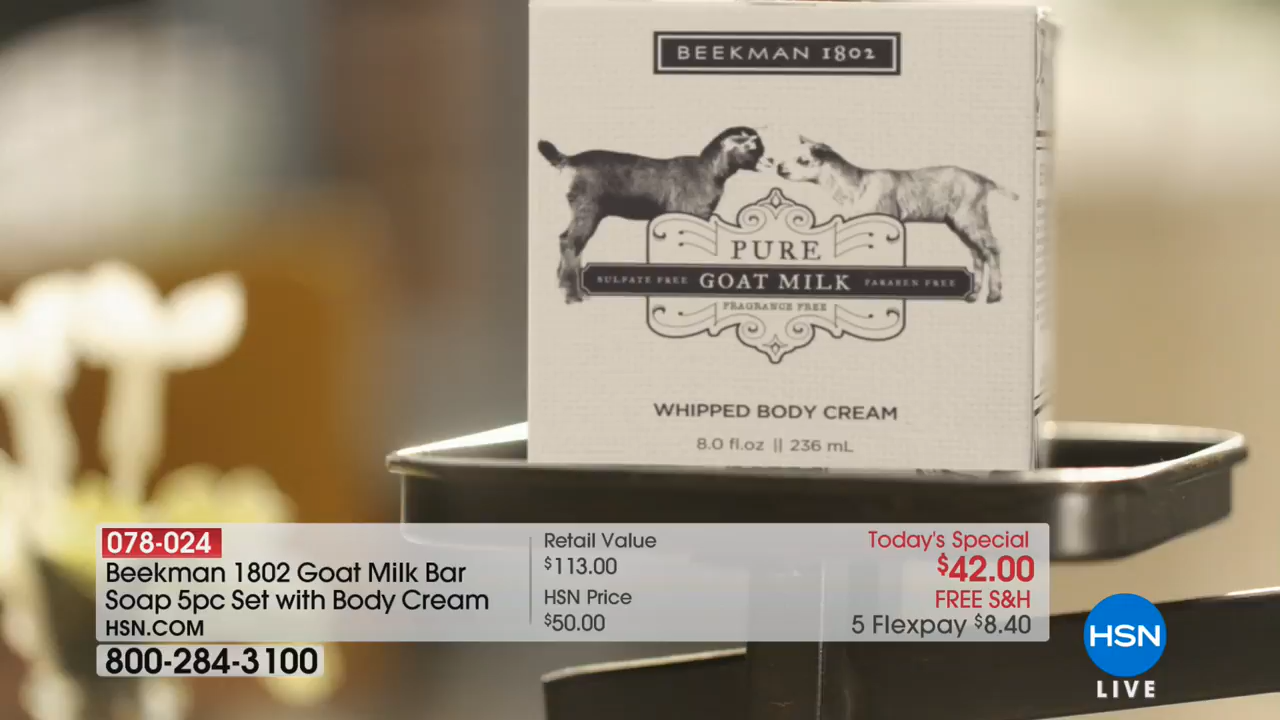 BEEKMAN 1802
PURE
SULFATE FREE GOAT MILK PARABEN FREE
FRAGRANCE FREE
WHIPPED BODY CREAM
8.0 fl.oz || 236 mL
078-024
Beekman 1802 Goat Milk Bar
Soap 5pc Set with Body Cream
HSN.COM
800-284-3100
Retail Value
$113.00
HSN Price
$50.00
Today's Special
$42.00
FREE S&H
5 Flexpay $8.40
HSN
LIVE